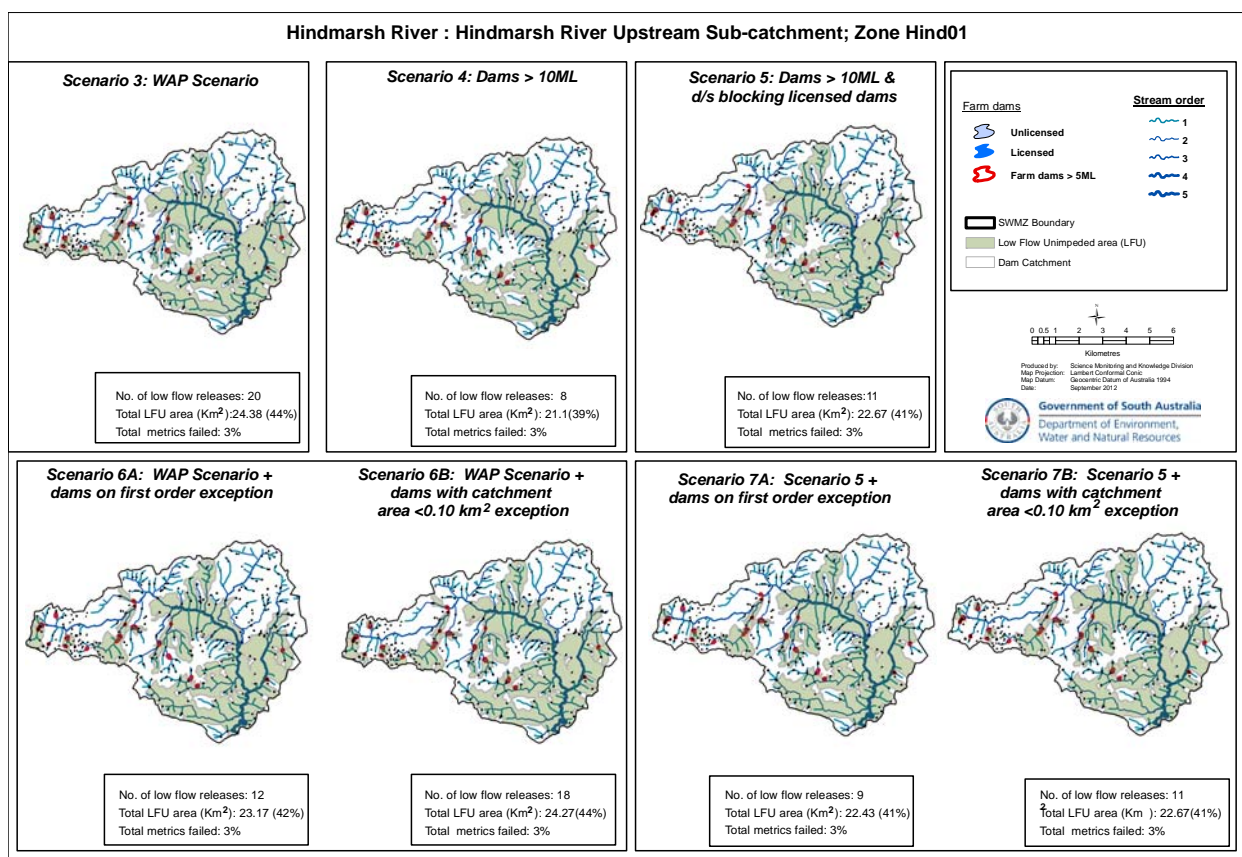 Hindmarsh River : Hindmarsh River Upstream Sub-catchment; Zone Hind01
Scenario 3: WAP Scenario
No. of low flow releases: 20
Total LFU area (Km²):24.38 (44%)
Total metrics failed: 3%
Scenario 4: Dams > 10ML
No. of low flow releases: 8
Total LFU area (Km²): 21.1(39%)
Total metrics failed: 3%
Scenario 5: Dams > 10ML &
d/s blocking licensed dams
No. of low flow releases:11
Total LFU area (Km²): 22.67 (41%)
Total metrics failed: 3%
Farm dams
Unlicensed
Licensed
Farm dams > 5ML
Stream order
1
2
3
4
5
SWMZ Boundary
Low Flow Unimpeded area (LFU)
Dam Catchment
N
0 0.5 1 2 3 4 5 6
Kilometres
Produced by: Science Monitoring and Knowledge Division
Map Projection: Lambert Conformal Conic
Map Datum: Geocentric Datum of Australia 1994
Date: September 2012
SOUTH AUSTRALIA
Government of South Australia
Department of Environment,
Water and Natural Resources
Scenario 6A: WAP Scenario +
dams on first order exception
No. of low flow releases: 12
Total LFU area (Km²): 23.17 (42%)
Total metrics failed: 3%
Scenario 6B: WAP Scenario +
dams with catchment
area <0.10 km² exception
No. of low flow releases: 18
Total LFU area (Km²): 24.27(44%)
Total metrics failed: 3%
Scenario 7A: Scenario 5 +
dams on first order exception
No. of low flow releases: 9
Total LFU area (Km²): 22.43 (41%)
Total metrics failed: 3%
Scenario 7B: Scenario 5 +
dams with catchment
area <0.10 km² exception
No. of low flow releases: 11
2
Total LFU area (Km ): 22.67(41%)
Total metrics failed: 3%